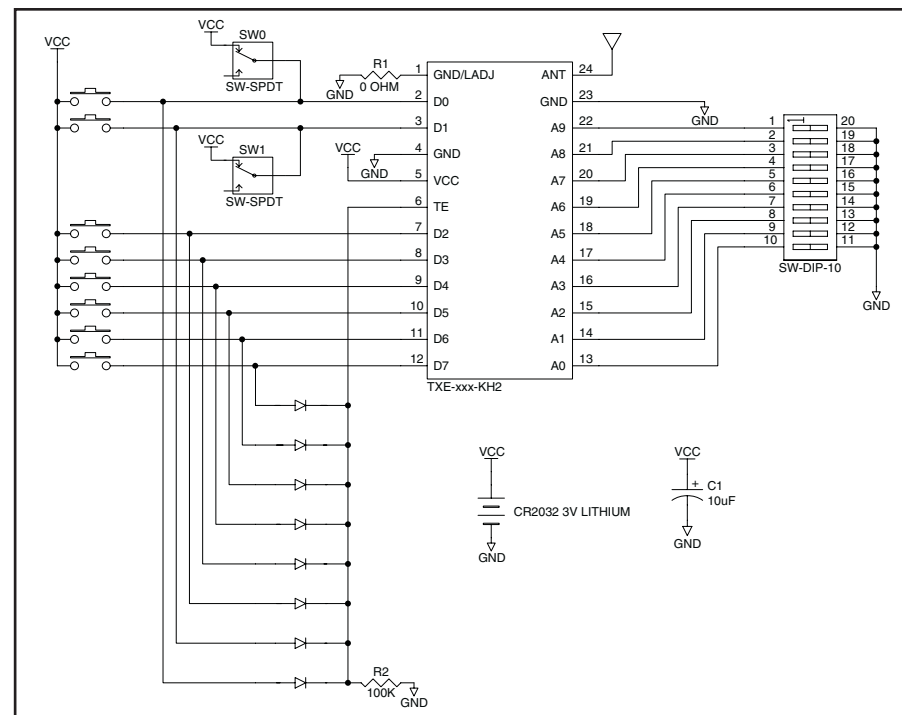 VCC
VCC
SW0
SW-SPDT
VCC
SW1
SW-SPDT
R1
0 OHM
GND
GND
VCC
1 GND/LADJ
2 D0
3 D1
4 GND
5 VCC
6 TE
7 D2
8 D3
9 D4
10 D5
11 D6
12 D7
ANT 24
GND 23
A9 22
A8 21
A7 20
A6 19
A5 18
A4 17
A3 16
A2 15
A1 14
A0 13
TXE-xxx-KH2
GND
1 20
2 19
3 18
4 17
5 16
6 15
7 14
8 13
9 12
10 11
SW-DIP-10
GND
VCC
CR2032 3V LITHIUM
GND
VCC
+ C1
10uF
GND
R2
100K
GND